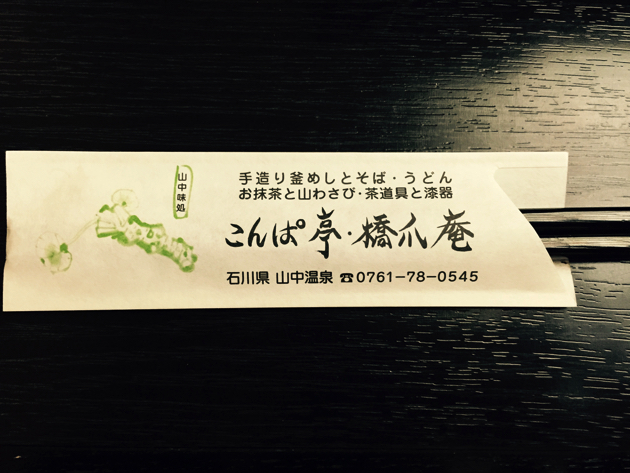 山中味処
手造り釜めしとそば・うどん
お抹茶と山わさび・茶道具と漆器
こんぱ亭・橋爪庵
石川県 山中温泉 ☎0761-78-0545